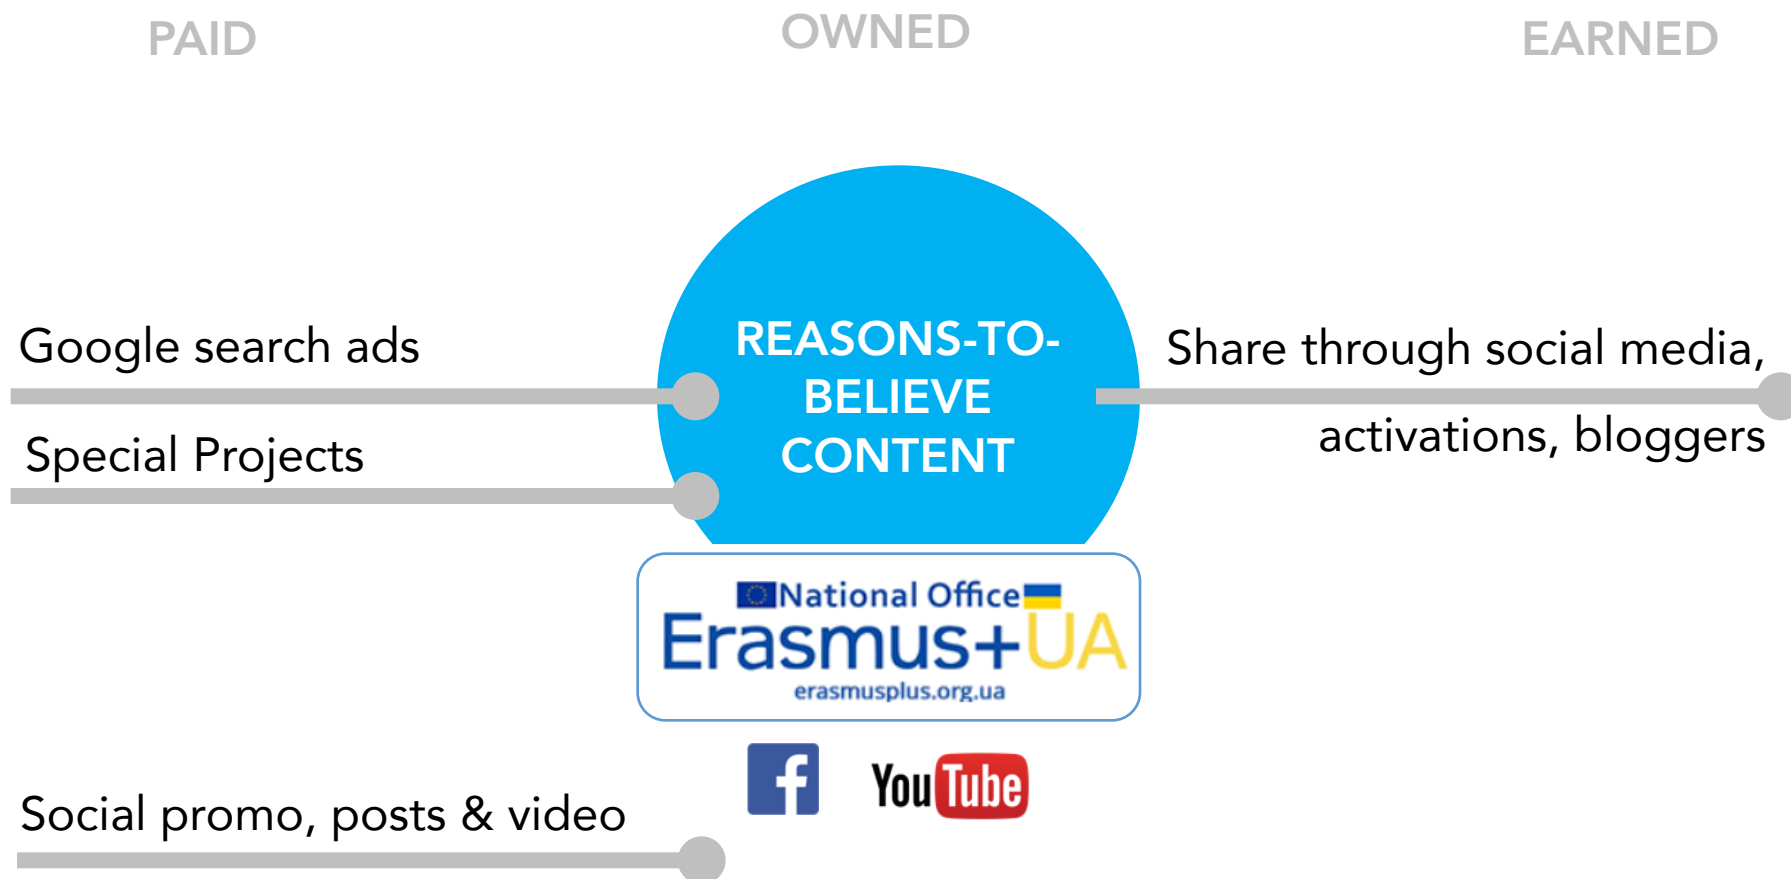 PAID
OWNED
EARNED
Google search ads
Special Projects
REASONS-TO-
BELIEVE
CONTENT
Share through social media,
activations, bloggers
National Office
Erasmus+UA
erasmusplus.org.ua
f
YouTube
Social promo, posts & video